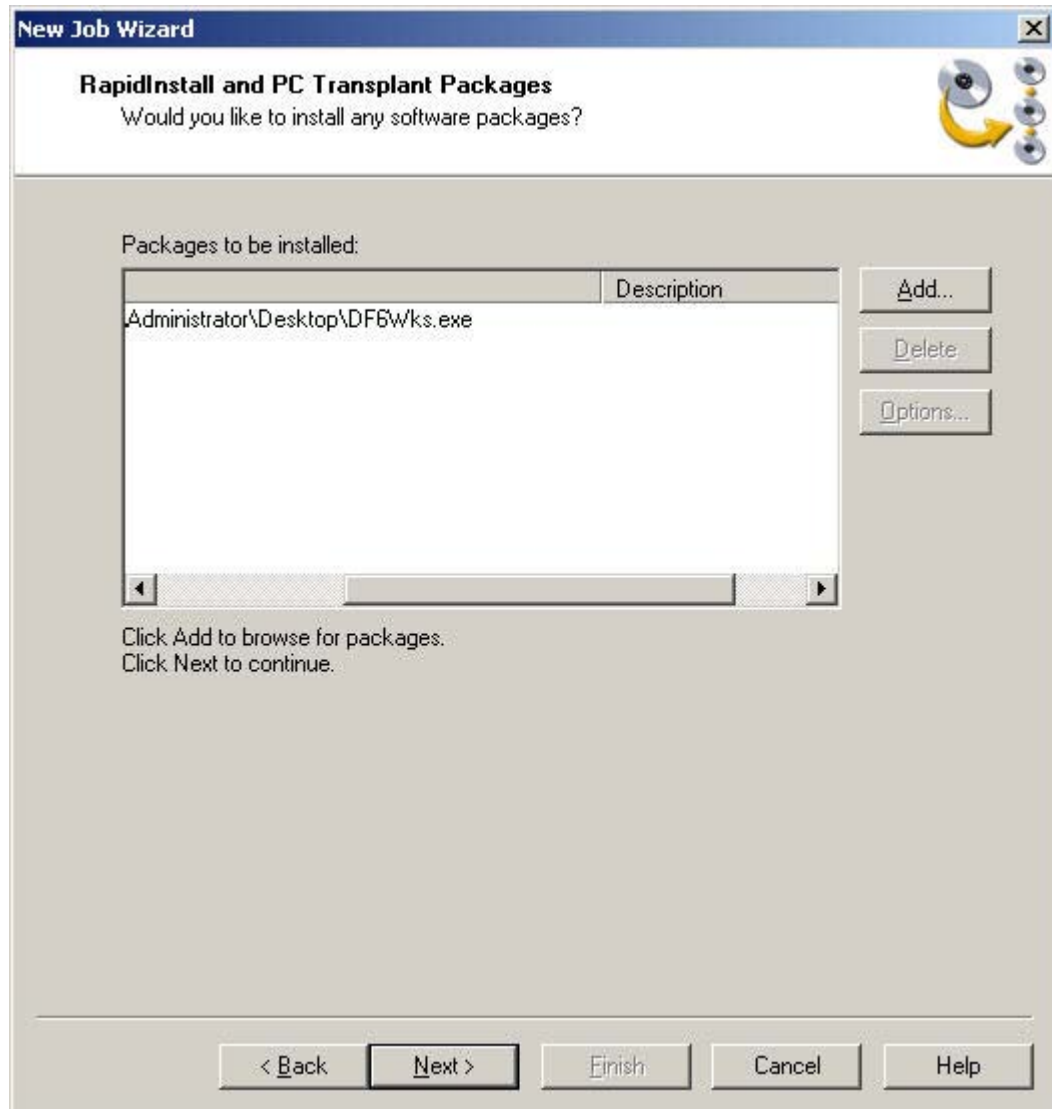 New Job Wizard
RapidInstall and PC Transplant Packages
Would you like to install any software packages?
Packages to be installed:
Description
Add...
Administrator\Desktop\DF6Wks.exe
Delete
Options...
Click Add to browse for packages.
Click Next to continue.
< Back Next > Finish Cancel Help